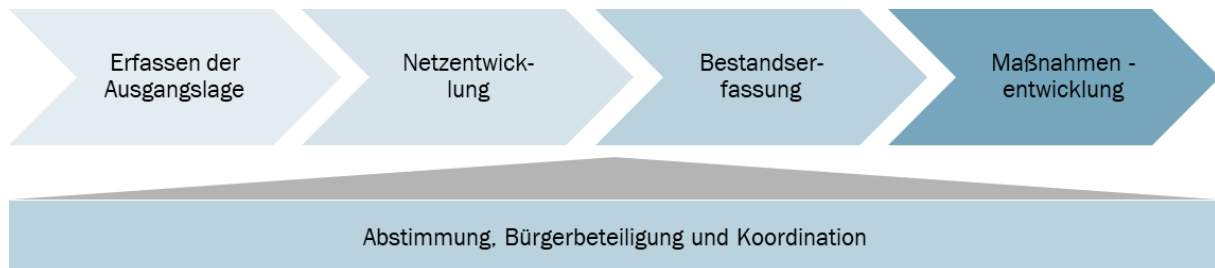 Erfassen der
Ausgangslage
Netzentwick-
lung
Bestandser-
fassung
Maßnahmen -
entwicklung
Abstimmung, Bürgerbeteiligung und Koordination